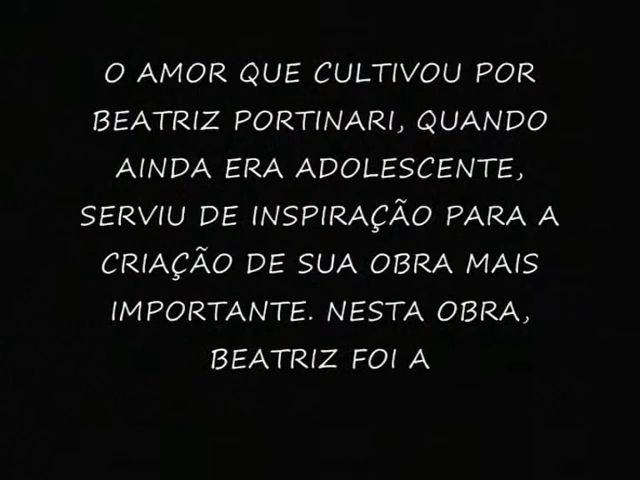 O AMOR QUE CULTIVOU POR
BEATRIZ PORTINARI, QUANDO
AINDA ERA ADOLESCENTE,
SERVIU DE INSPIRAÇÃO PARA A
CRIAÇÃO DE SUA OBRA MAIS
IMPORTANTE. NESTA OBRA,
BEATRIZ FOI A